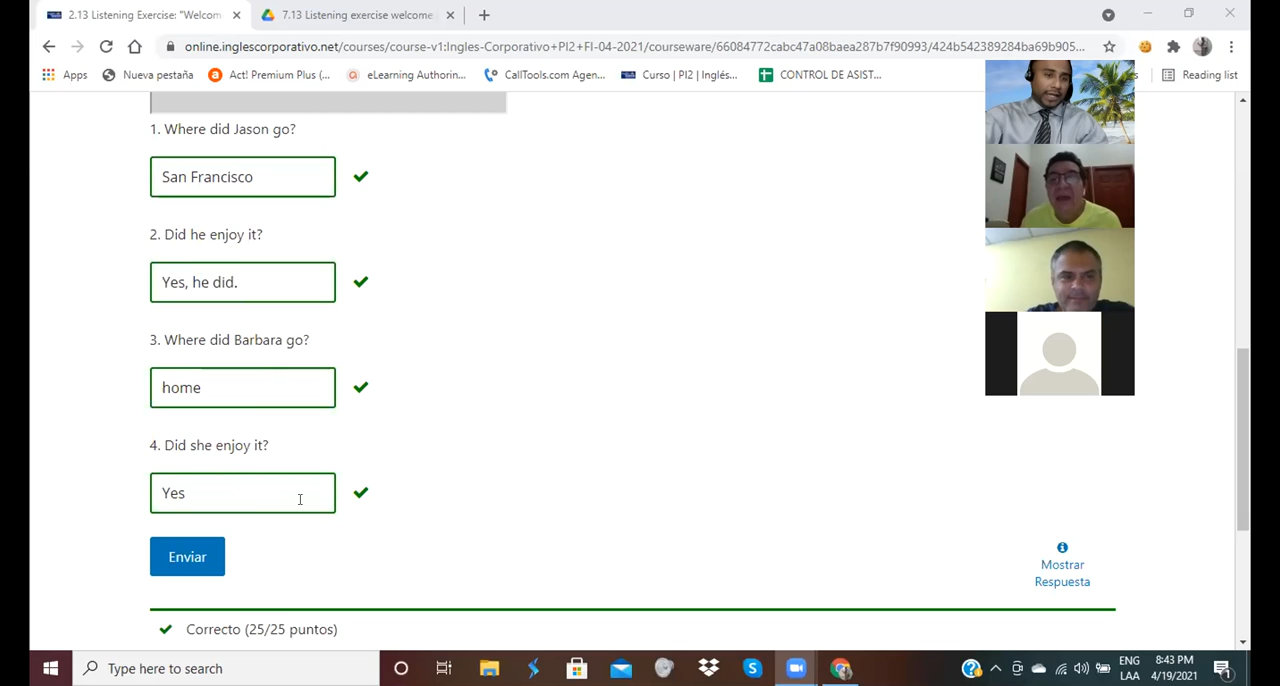 2.13 Listening Exercise: "Welcom
7.13 Listening exercise welcome
online.inglescorporativo.net/courses/course-v1:Ingles-Corporativo+PI2+FI-04-2021/courseware/66084772cabc47a08baea287b7f90993/424b542389284ba69b905...
Apps
Nueva pestaña
Act! Premium Plus (...
eLearning Authorin...
CallTools.com Agen...
Curso | PI2 | Inglés...
CONTROL DE ASIST...
Reading list
1. Where did Jason go?
San Francisco
2. Did he enjoy it?
Yes, he did.
3. Where did Barbara go?
home
4. Did she enjoy it?
Yes
Enviar
Mostrar
Respuesta
Correcto (25/25 puntos)
Type here to search
ENG
LAA
8:43 PM
4/19/2021
1